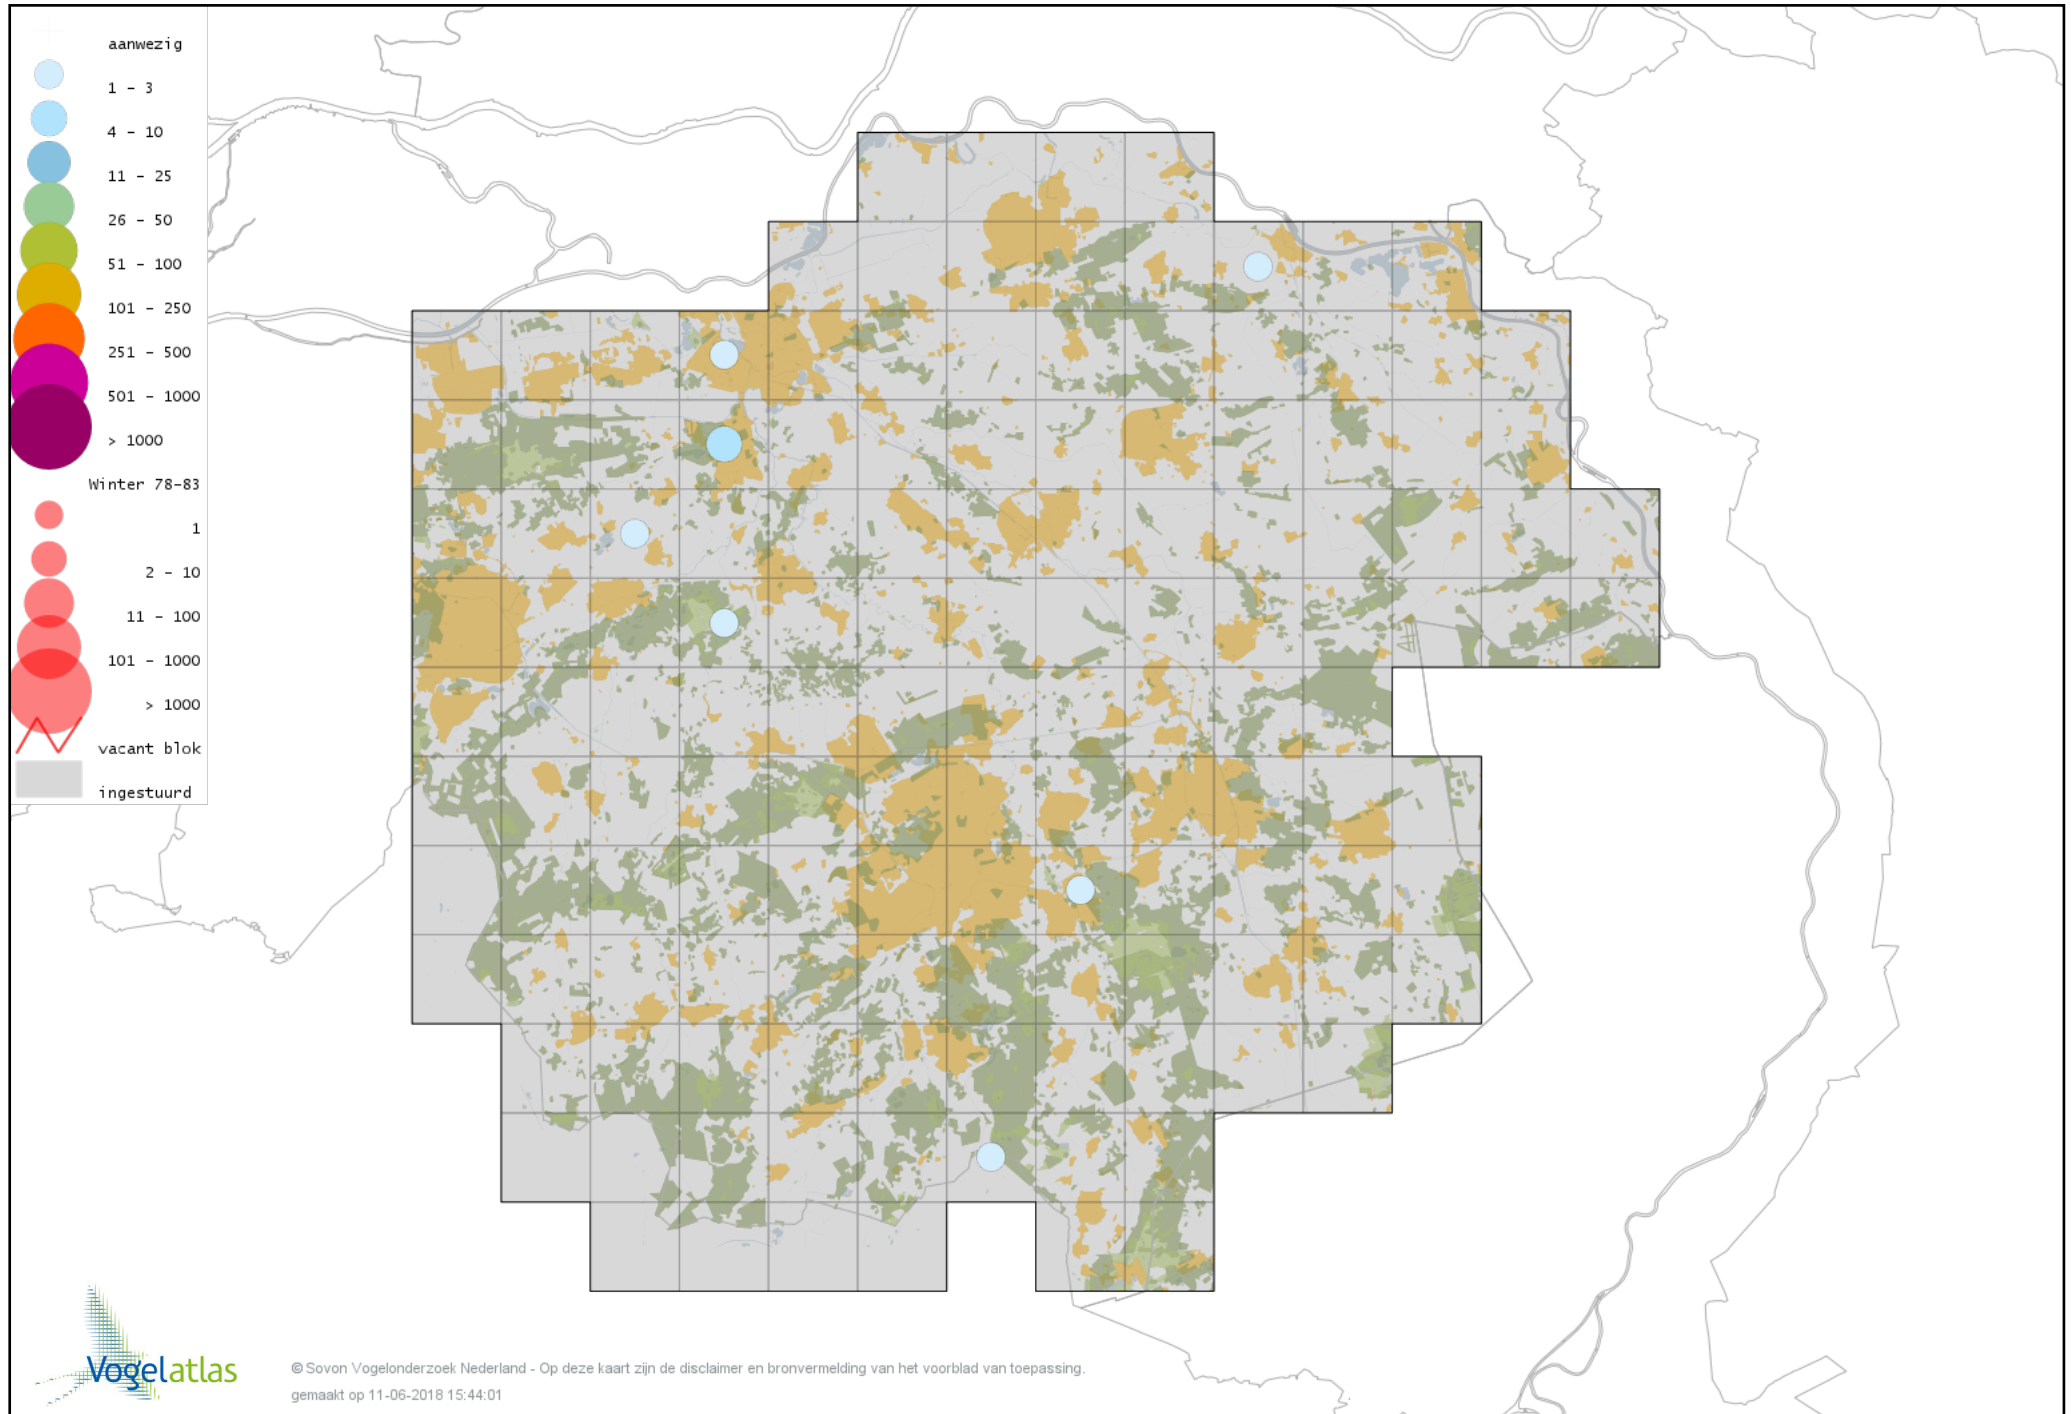 aanwezig
1 - 3
4 - 10
11 - 25
26 - 50
51 - 100
101 - 250
251 - 500
501 - 1000
> 1000
Winter 78-83
1
2 - 10
11 - 100
101 - 1000
> 1000
vacant blok
ingestuurd
Vogelatlas
© Sovon Vogelonderzoek Nederland - Op deze kaart zijn de disclaimer en bronvermelding van het voorblad van toepassing.
gemaakt op 11-06-2018 15:44:01